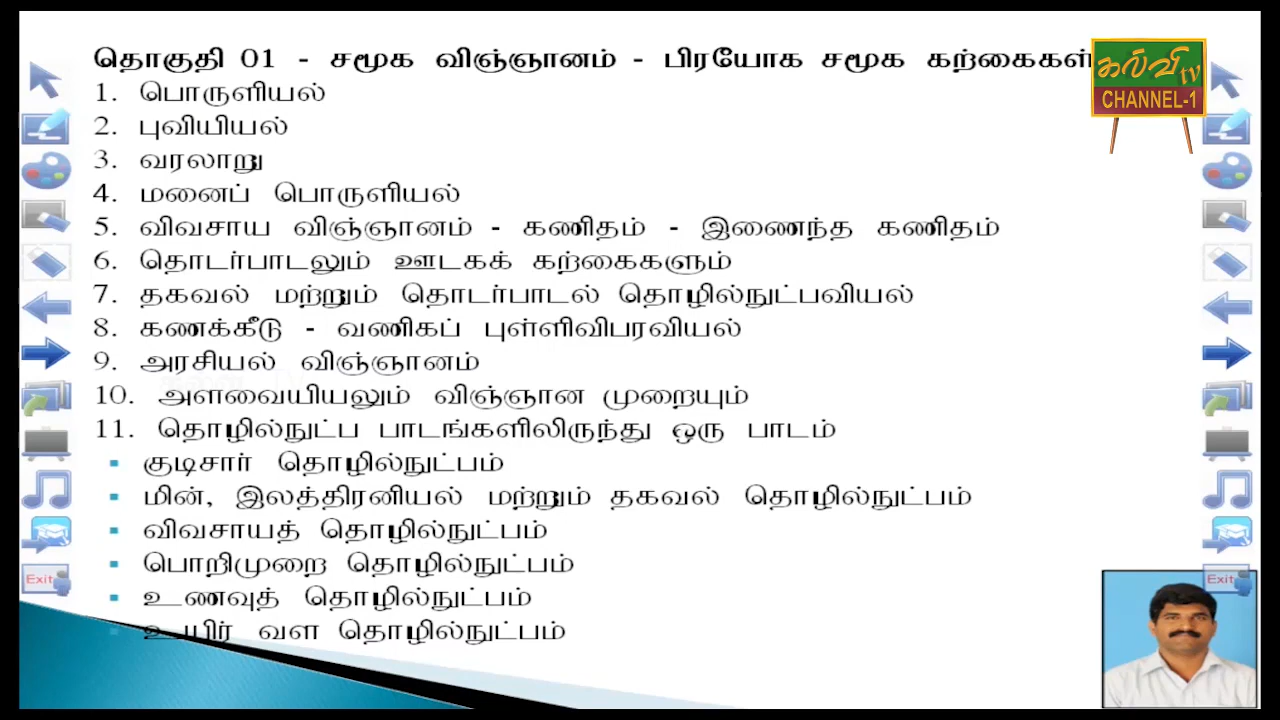 தொகுதி 01 - சமூக விஞ்ஞானம் - பிரயோக சமூக கற்கைகள்
1. பொருளியல்
2. புவியியல்
3. வரலாறு
4. மனைப் பொருளியல்
5. விவசாய விஞ்ஞானம் - கணிதம் - இணைந்த கணிதம்
6. தொடர்பாடலும் ஊடகக் கற்கைகளும்
7. தகவல் மற்றும் தொடர்பாடல் தொழில்நுட்பவியல்
8. கணக்கீடு - வணிகப் புள்ளிவிபரவியல்
9. அரசியல் விஞ்ஞானம்
10. அளவையியலும் விஞ்ஞான முறையும்
11. தொழில்நுட்ப பாடங்களிலிருந்து ஒரு பாடம்
▪ குடிசார் தொழில்நுட்பம்
▪ மின், இலத்திரனியல் மற்றும் தகவல் தொழில்நுட்பம்
▪ விவசாயத் தொழில்நுட்பம்
▪ பொறிமுறை தொழில்நுட்பம்
▪ உணவுத் தொழில்நுட்பம்
▪ உயிர் வள தொழில்நுட்பம்
கல்வி tv
CHANNEL-1
Exit
Exit